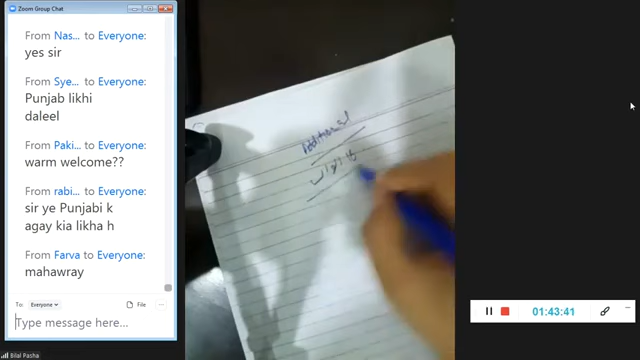 Zoom Group Chat
From Nas... to Everyone:
yes sir
From Sye... to Everyone:
Punjab likhi
daleel
From Paki... to Everyone:
warm welcome??
From rabi... to Everyone:
sir ye Punjabi k
agay kia likha h
From Farva to Everyone:
mahawray
To: Everyone
File
Type message here...
Bilal Pasha
Additional
01:43:41